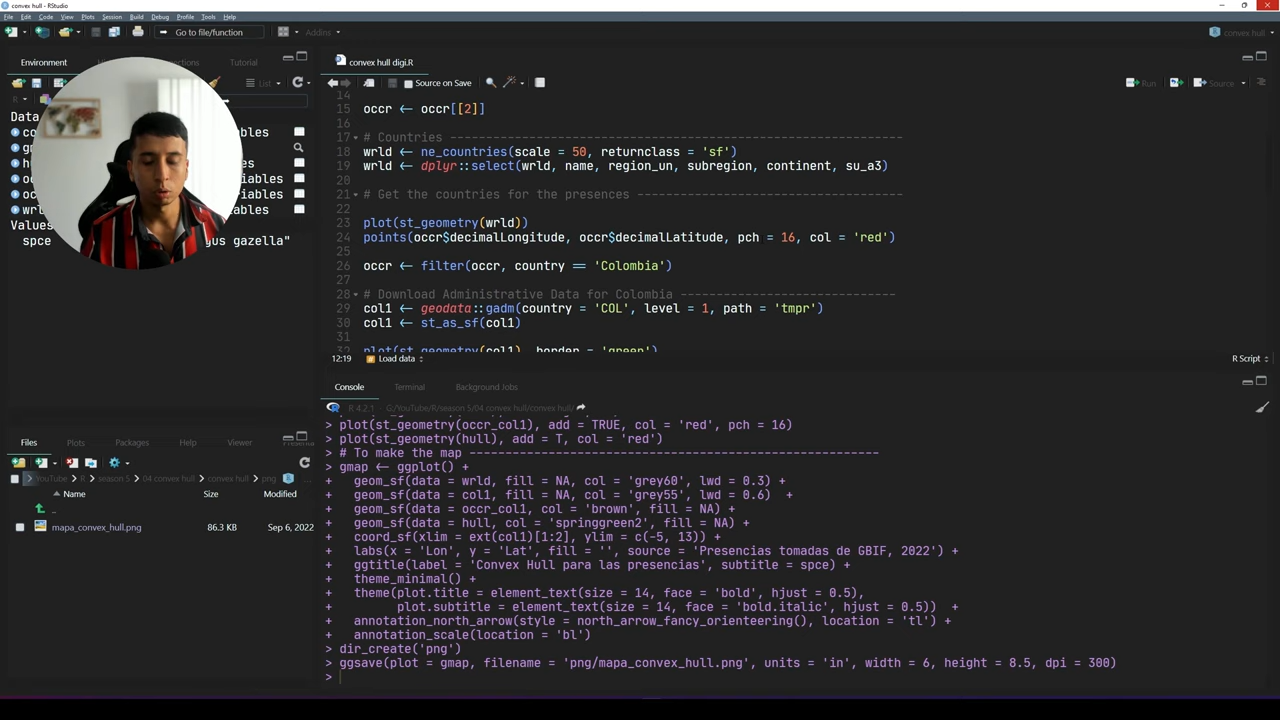 convex hull - RStudio
File Edit Code View Plots Session Build Debug Profile Tools Help
Go to file/function
Addins
convex hull
Environment
Tutorial
List
R
Data
Values
spce
gus gazella"
convex hull digi.R
Source on Save
Run
Source
14
15 occr <- occr[[2]]
16
17 # Countries ----------------------------------------------------------------
18 wrld <- ne_countries(scale = 50, returnclass = 'sf')
19 wrld <- dplyr::select(wrld, name, region_un, subregion, continent, su_a3)
20
21 # Get the countries for the presences --------------------------------------
22
23 plot(st_geometry(wrld))
24 points(occr$decimalLongitude, occr$decimalLatitude, pch = 16, col = 'red')
25
26 occr <- filter(occr, country == 'Colombia')
27
28 # Download Administrative Data for Colombia ------------------------------
29 col1 <- geodata::gadm(country = 'COL', level = 1, path = 'tmpr')
30 col1 <- st_as_sf(col1)
31
32 plot(st_geometry(col1), border = 'green')
12:19
# Load data
R Script
Console
Terminal
Background Jobs
R 4.2.1 · G:/YouTube/R/season 5/04 convex hull/convex hull/
> plot(st_geometry(occr_col1), add = TRUE, col = 'red', pch = 16)
> plot(st_geometry(hull), add = T, col = 'red')
> # To make the map ---------------------------------------------------------
> gmap <- ggplot() +
+ geom_sf(data = wrld, fill = NA, col = 'grey60', lwd = 0.3) +
+ geom_sf(data = col1, fill = NA, col = 'grey55', lwd = 0.6) +
+ geom_sf(data = occr_col1, col = 'brown', fill = NA) +
+ geom_sf(data = hull, col = 'springgreen2', fill = NA) +
+ coord_sf(xlim = ext(col1)[1:2], ylim = c(-5, 13)) +
+ labs(x = 'Lon', y = 'Lat', fill = '', source = 'Presencias tomadas de GBIF, 2022') +
+ ggtitle(label = 'Convex Hull para las presencias', subtitle = spce) +
+ theme_minimal() +
+ theme(plot.title = element_text(size = 14, face = 'bold', hjust = 0.5),
+ plot.subtitle = element_text(size = 14, face = 'bold.italic', hjust = 0.5)) +
+ annotation_north_arrow(style = north_arrow_fancy_orienteering(), location = 'tl') +
+ annotation_scale(location = 'bl')
> dir_create('png')
> ggsave(plot = gmap, filename = 'png/mapa_convex_hull.png', units = 'in', width = 6, height = 8.5, dpi = 300)
>
Files
Plots
Packages
Help
Viewer
Presenta
YouTube R season 5 04 convex hull convex hull png
Name
Size
Modified
..
mapa_convex_hull.png
86.3 KB
Sep 6, 2022